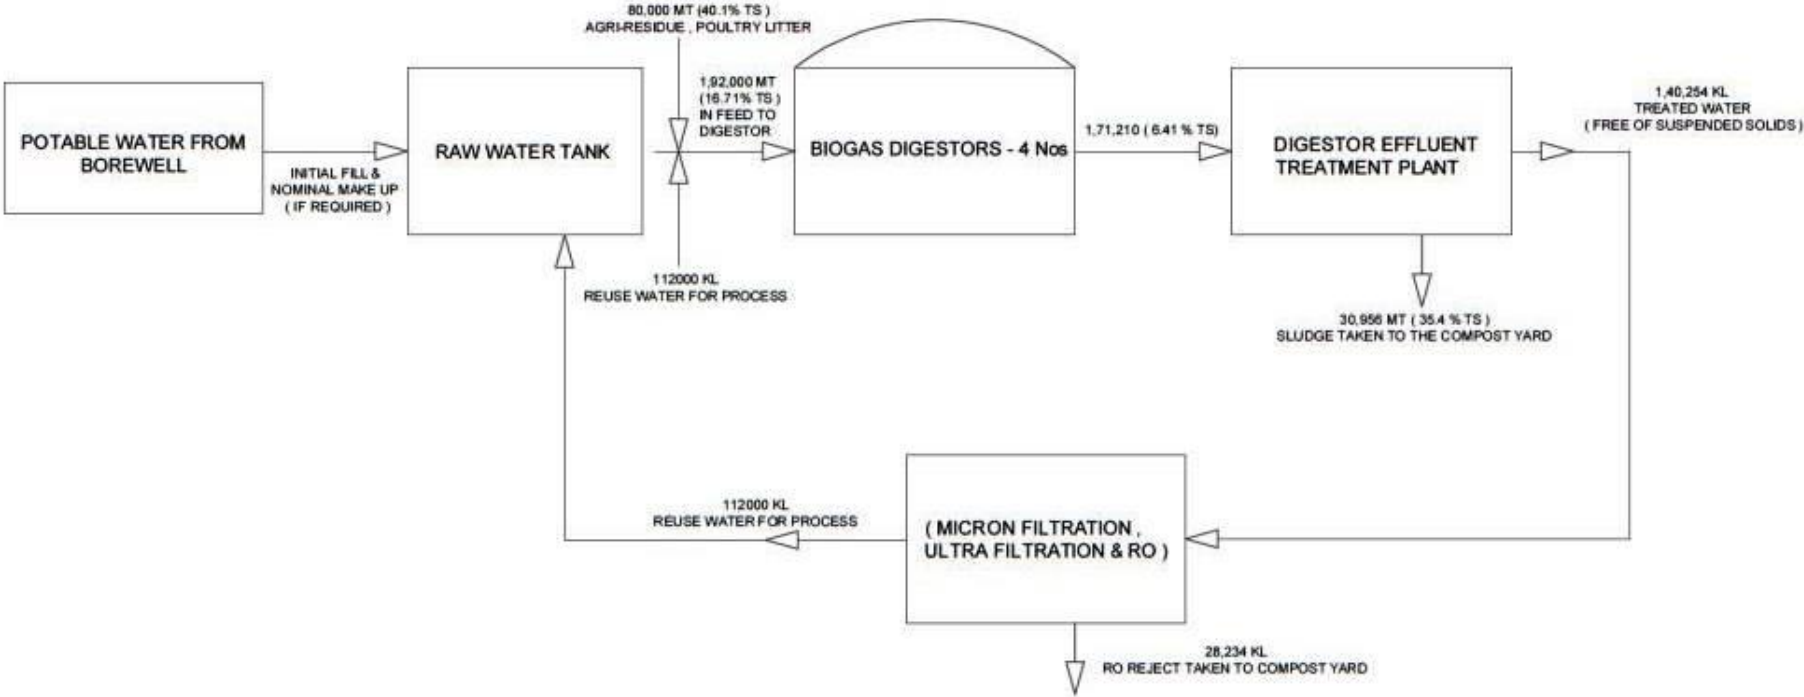 80,000 MT (40.1% TS )
AGRI-RESIDUE , POULTRY LITTER
POTABLE WATER FROM
BOREWELL
INITIAL FILL &
NOMINAL MAKE UP
( IF REQUIRED )
RAW WATER TANK
1,92,000 MT
(16.71% TS )
IN FEED TO
DIGESTOR
112000 KL
REUSE WATER FOR PROCESS
BIOGAS DIGESTORS - 4 Nos
1,71,210 ( 6.41 % TS)
DIGESTOR EFFLUENT
TREATMENT PLANT
1,40,254 KL
TREATED WATER
( FREE OF SUSPENDED SOLIDS )
30,956 MT ( 35.4 % TS )
SLUDGE TAKEN TO THE COMPOST YARD
112000 KL
REUSE WATER FOR PROCESS
( MICRON FILTRATION ,
ULTRA FILTRATION & RO )
28,234 KL
RO REJECT TAKEN TO COMPOST YARD